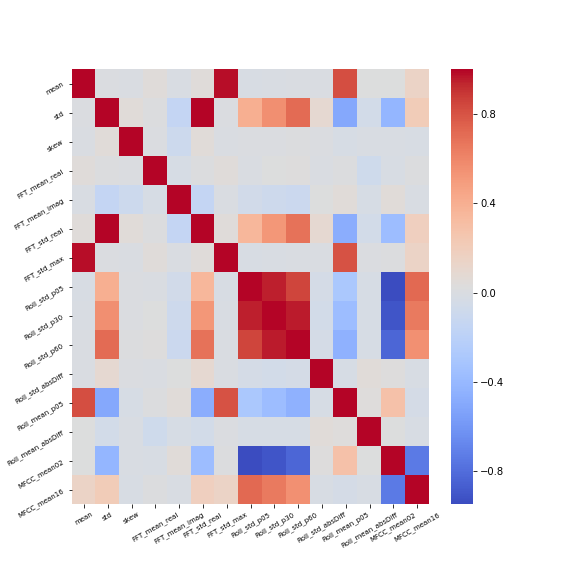 mean
std
skew
FFT_mean_real
FFT_mean_imag
FFT_std_real
FFT_std_max
Roll_std_p05
Roll_std_p30
Roll_std_p60
Roll_std_absDiff
Roll_mean_p05
Roll_mean_absDiff
MFCC_mean02
MFCC_mean16
mean
std
skew
FFT_mean_real
FFT_mean_imag
FFT_std_real
FFT_std_max
Roll_std_p05
Roll_std_p30
Roll_std_p60
Roll_std_absDiff
Roll_mean_p05
Roll_mean_absDiff
MFCC_mean02
MFCC_mean16
0.8
0.4
0.0
−0.4
−0.8